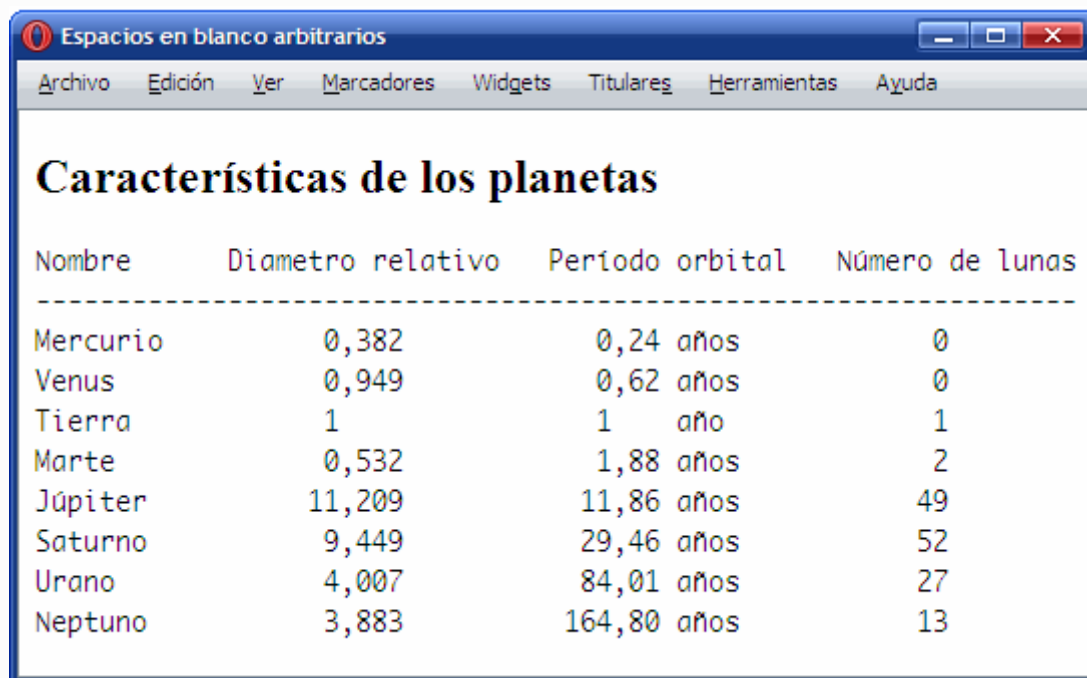 Espacios en blanco arbitrarios
Archivo Edición Ver Marcadores Widgets Titulares Herramientas Ayuda
Características de los planetas
Nombre      Diametro relativo   Período orbital   Número de lunas
-----------------------------------------------------------------
Mercurio          0,382            0,24 años            0
Venus             0,949            0,62 años            0
Tierra            1                1    año             1
Marte             0,532            1,88 años            2
Júpiter          11,209           11,86 años           49
Saturno           9,449           29,46 años           52
Urano             4,007           84,01 años           27
Neptuno           3,883          164,80 años           13